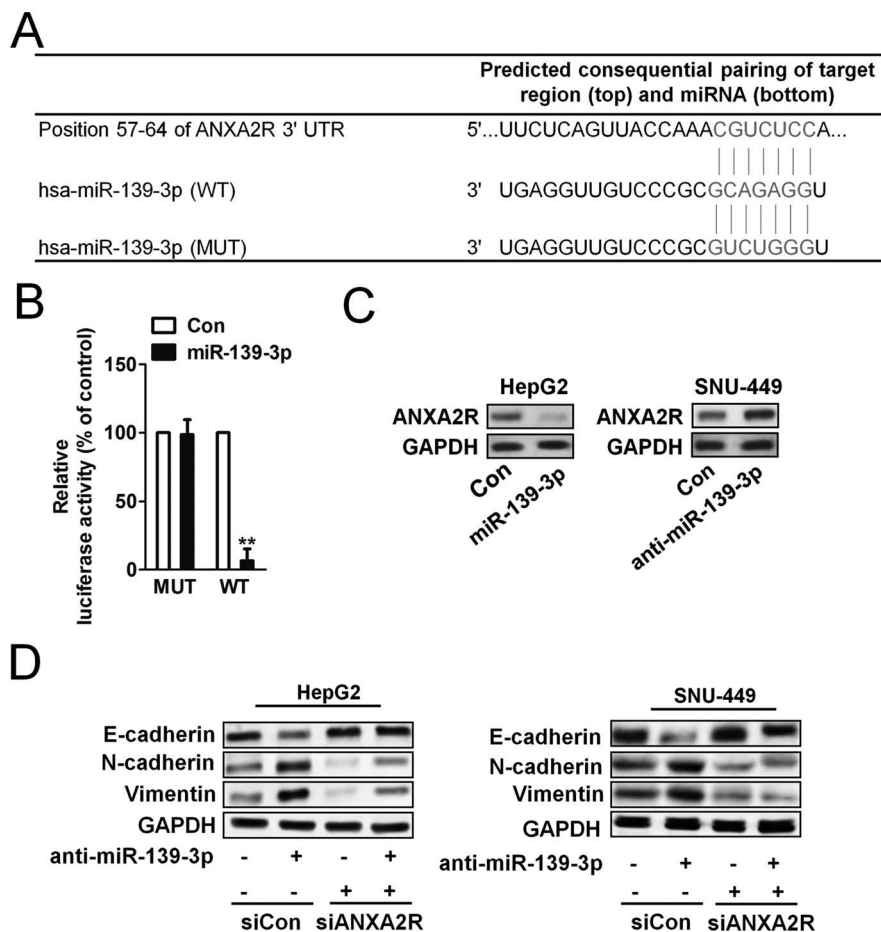 A
Predicted consequential pairing of target
region (top) and miRNA (bottom)
Position 57-64 of ANXA2R 3' UTR 5'...UUCUCAGUUACCAAACGUCUCCA...
hsa-miR-139-3p (WT) 3' UGAGGUUGUCCCGCGCAGAGGU
hsa-miR-139-3p (MUT) 3' UGAGGUUGUCCCGCGUCUGGGU
B
Con
miR-139-3p
Relative
luciferase activity (% of control)
150
100
50
0
**
MUT WT
C
HepG2 SNU-449
ANXA2R ANXA2R
GAPDH GAPDH
Con miR-139-3p Con anti-miR-139-3p
D
HepG2 SNU-449
E-cadherin E-cadherin
N-cadherin N-cadherin
Vimentin Vimentin
GAPDH GAPDH
anti-miR-139-3p - + - + anti-miR-139-3p - + - +
- - + + - - + +
siCon siANXA2R siCon siANXA2R